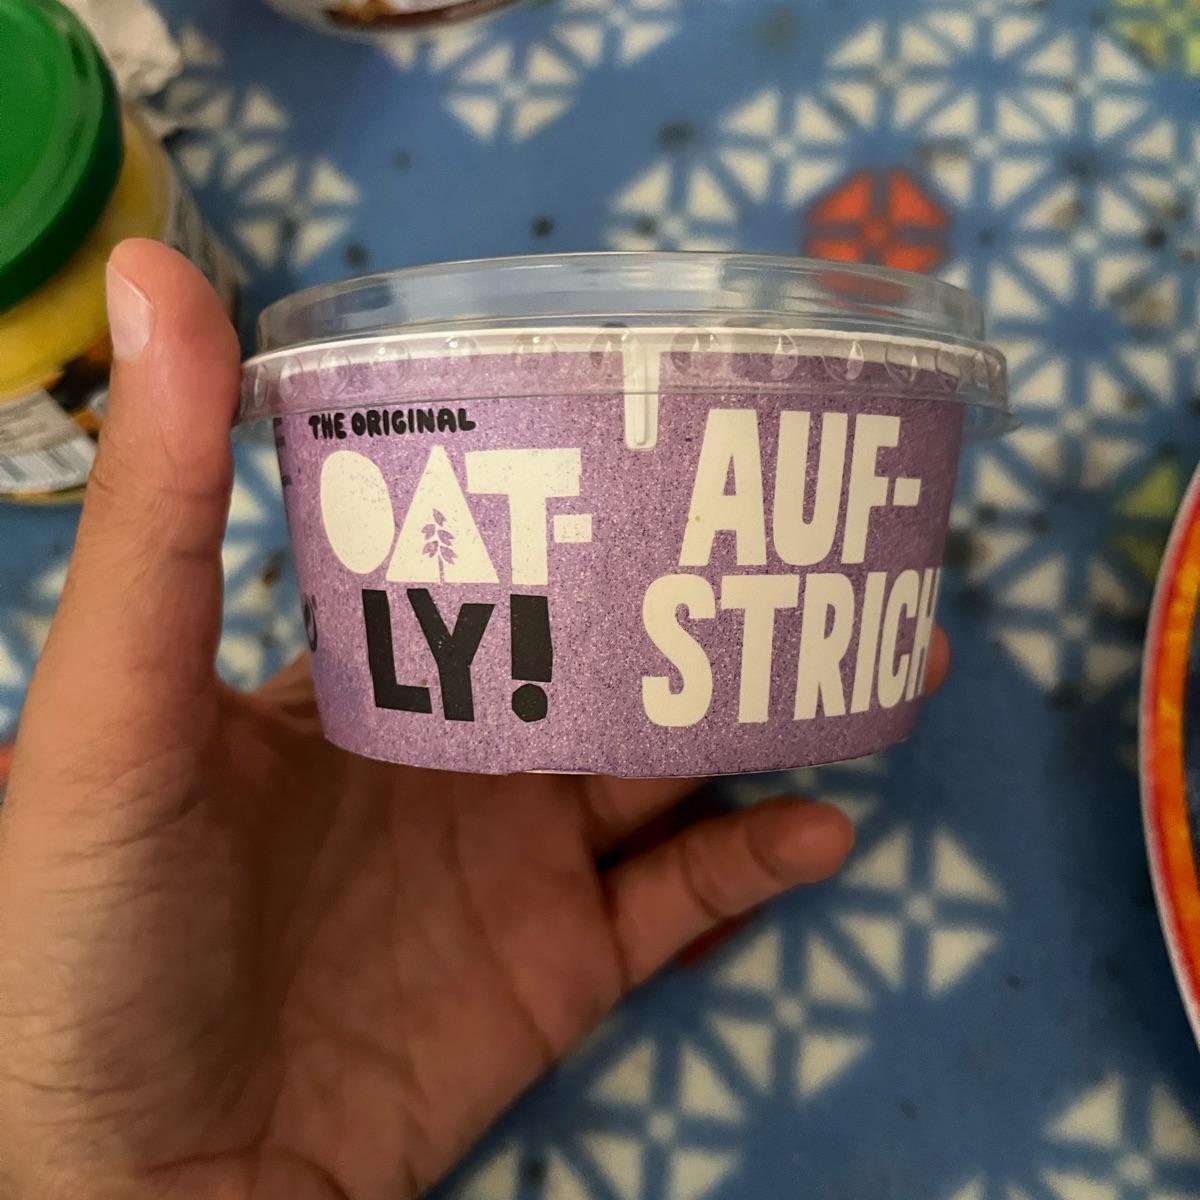 THE ORIGINAL
OAT-
LY!
AUF-
STRICH